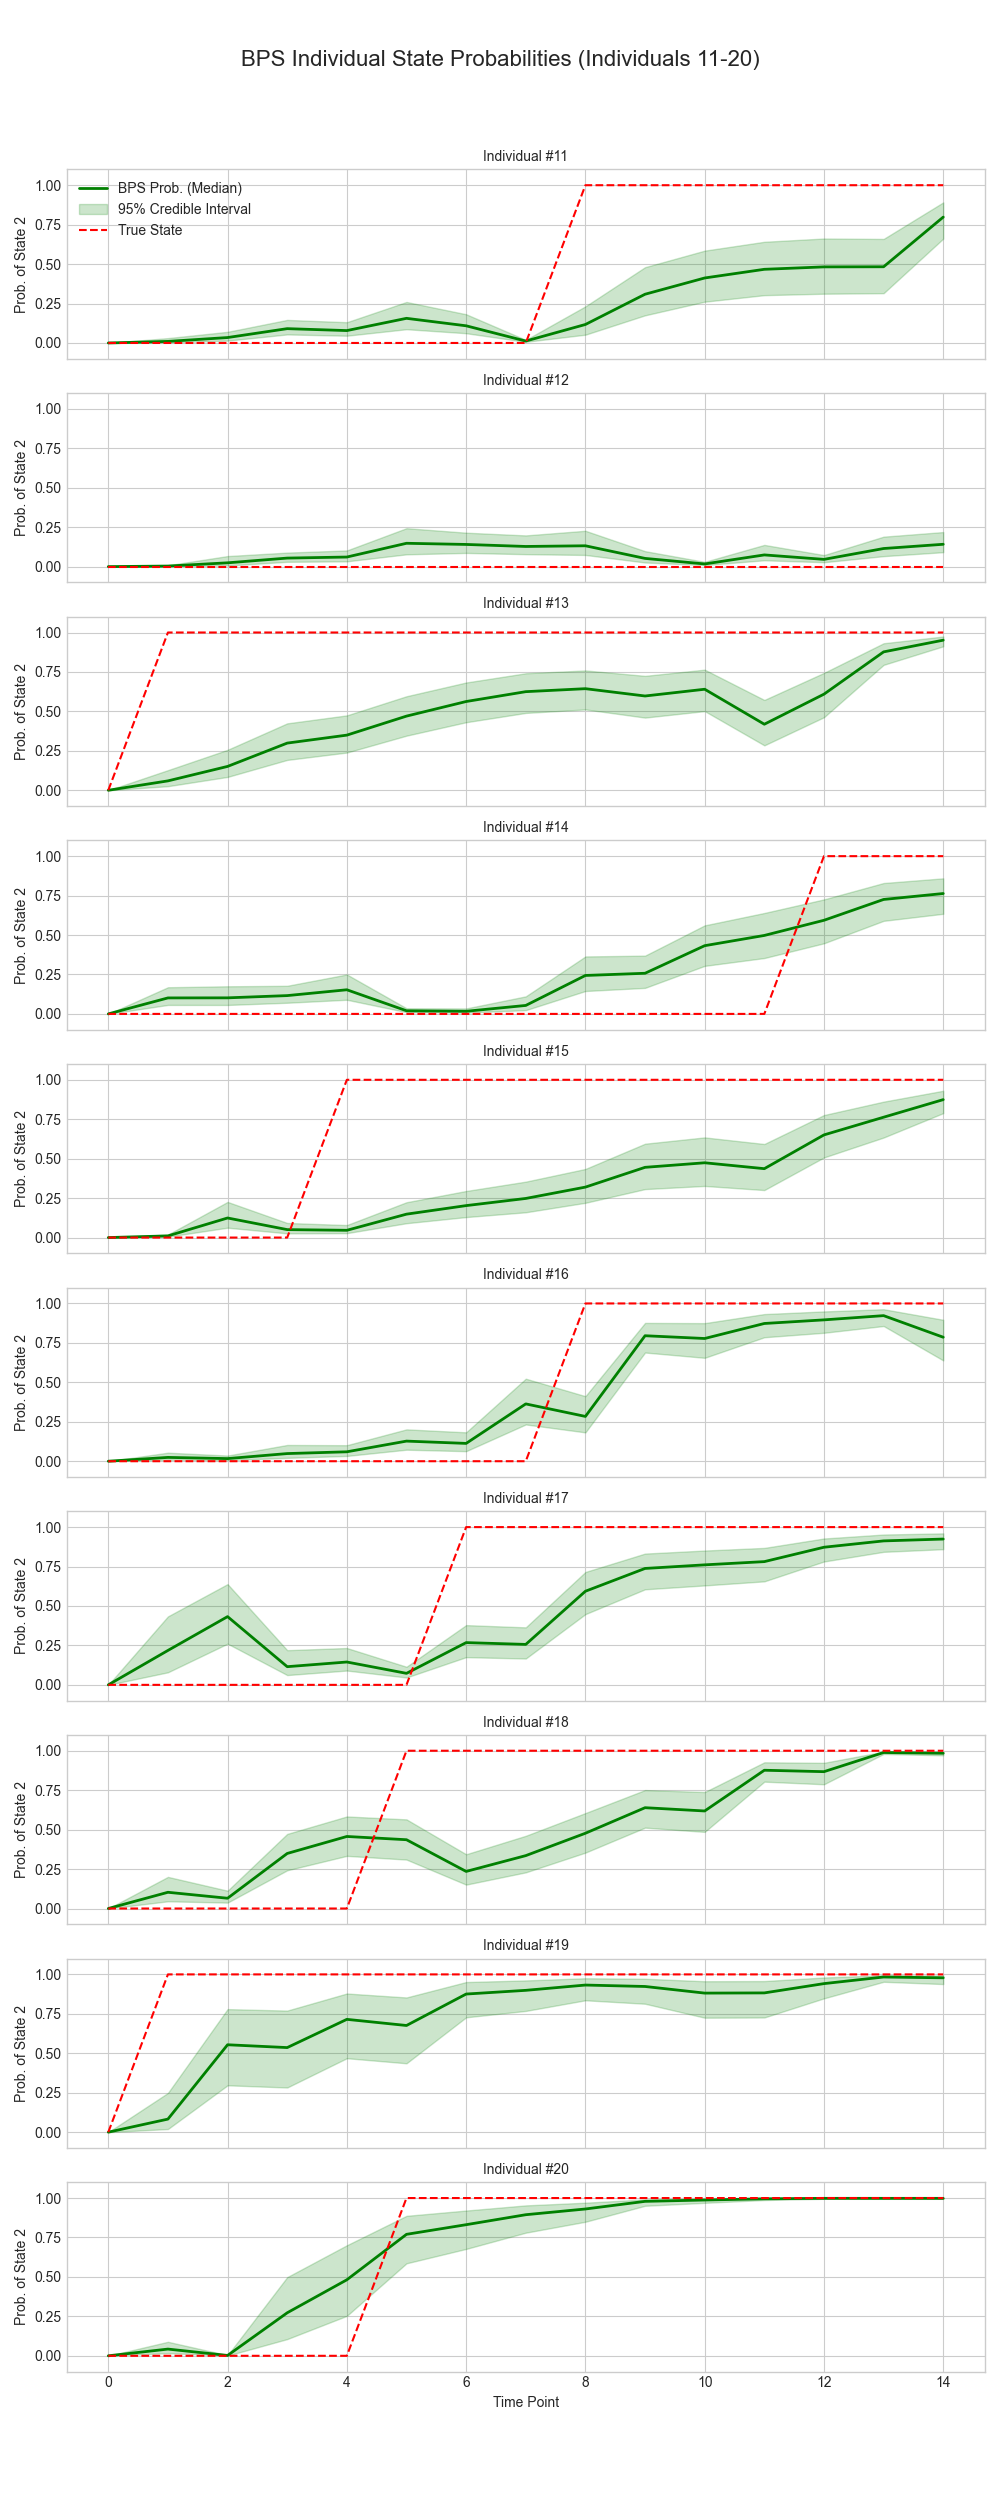 BPS Individual State Probabilities (Individuals 11-20)
Individual #11
1.00
0.75
0.50
0.25
0.00
Prob. of State 2
BPS Prob. (Median)
95% Credible Interval
True State
Individual #12
1.00
0.75
0.50
0.25
0.00
Prob. of State 2
Individual #13
1.00
0.75
0.50
0.25
0.00
Prob. of State 2
Individual #14
1.00
0.75
0.50
0.25
0.00
Prob. of State 2
Individual #15
1.00
0.75
0.50
0.25
0.00
Prob. of State 2
Individual #16
1.00
0.75
0.50
0.25
0.00
Prob. of State 2
Individual #17
1.00
0.75
0.50
0.25
0.00
Prob. of State 2
Individual #18
1.00
0.75
0.50
0.25
0.00
Prob. of State 2
Individual #19
1.00
0.75
0.50
0.25
0.00
Prob. of State 2
Individual #20
1.00
0.75
0.50
0.25
0.00
Prob. of State 2
0 2 4 6 8 10 12 14
Time Point